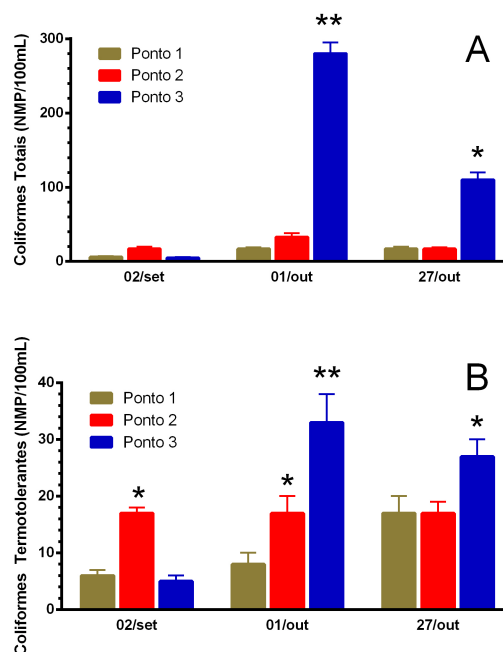 A
**
*
Ponto 1
Ponto 2
Ponto 3
Coliformes Totais (NMP/100mL)
300
200
100
0
02/set
01/out
27/out
B
**
*
*
*
Ponto 1
Ponto 2
Ponto 3
Coliformes Termotolerantes (NMP/100mL)
40
30
20
10
0
02/set
01/out
27/out